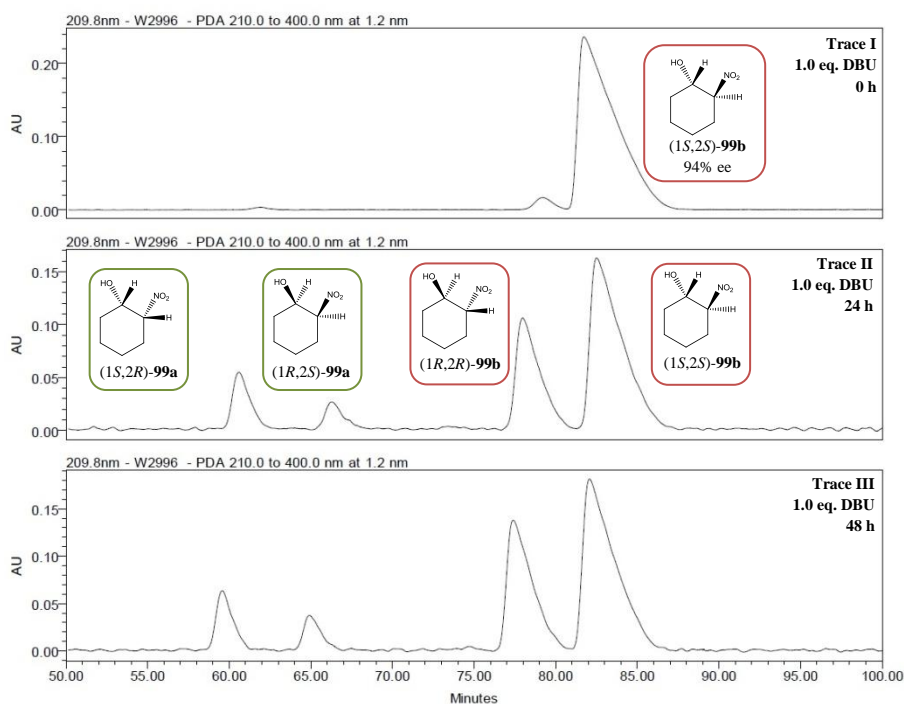 209.8nm - W2996 - PDA 210.0 to 400.0 nm at 1.2 nm
Trace I
1.0 eq. DBU
0 h
HO H
NO₂
H
(1S,2S)-99b
94% ee
AU
0.20
0.10
0.00
209.8nm - W2996 - PDA 210.0 to 400.0 nm at 1.2 nm
Trace II
1.0 eq. DBU
24 h
HO H
NO₂
H
(1S,2R)-99a
HO H
NO₂
H
(1R,2S)-99a
HO H
NO₂
H
(1R,2R)-99b
HO H
NO₂
H
(1S,2S)-99b
AU
0.15
0.10
0.05
0.00
209.8nm - W2996 - PDA 210.0 to 400.0 nm at 1.2 nm
Trace III
1.0 eq. DBU
48 h
AU
0.15
0.10
0.05
0.00
50.00 55.00 60.00 65.00 70.00 75.00 80.00 85.00 90.00 95.00 100.00
Minutes